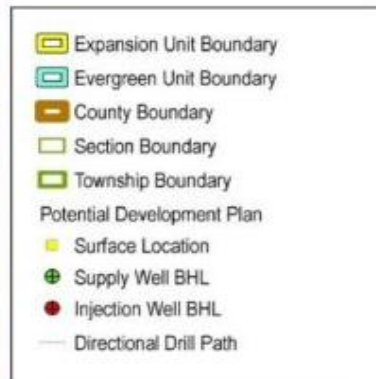 Expansion Unit Boundary
Evergreen Unit Boundary
County Boundary
Section Boundary
Township Boundary
Potential Development Plan
Surface Location
Supply Well BHL
Injection Well BHL
Directional Drill Path